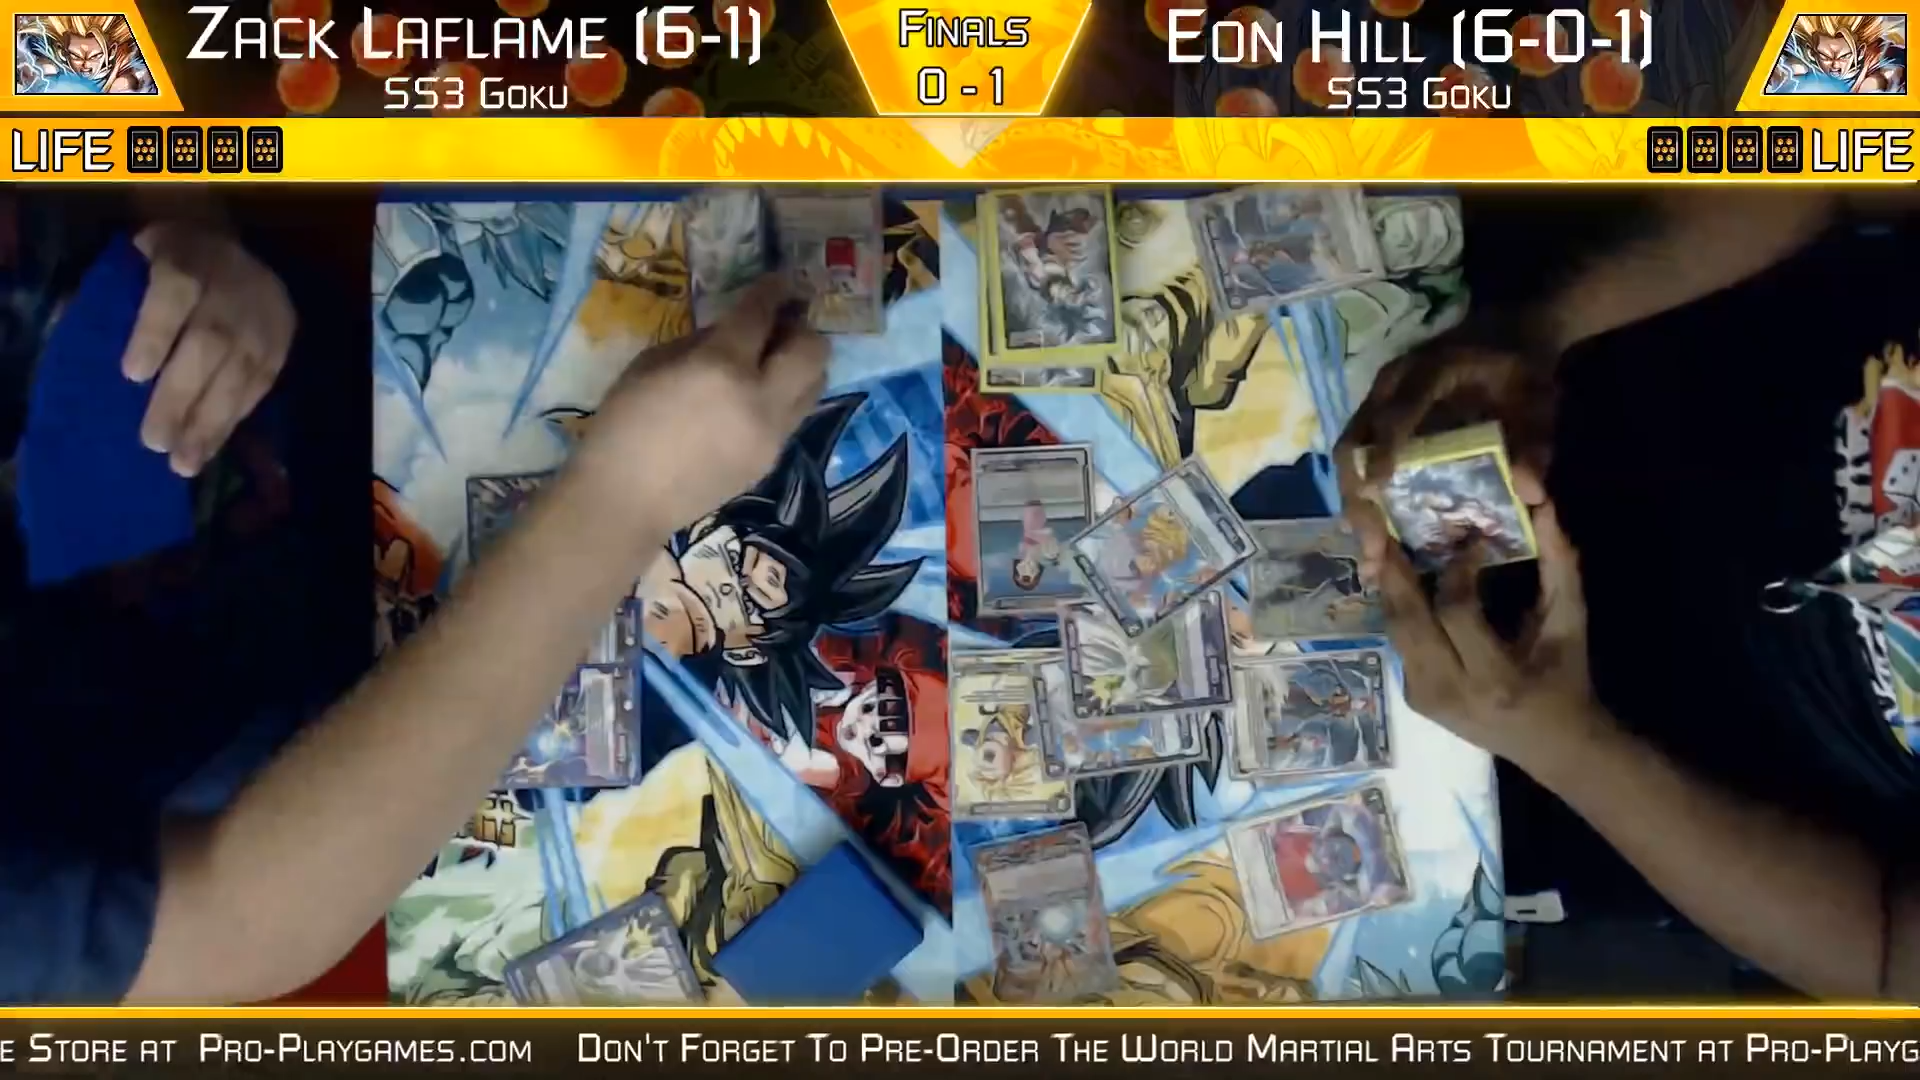 Zack Laflame (6-1)
SS3 Goku
Finals
0 - 1
Eon Hill (6-0-1)
SS3 Goku
LIFE
LIFE
e Store at Pro-Playgames.com Don't Forget To Pre-Order The World Martial Arts Tournament at Pro-Playg